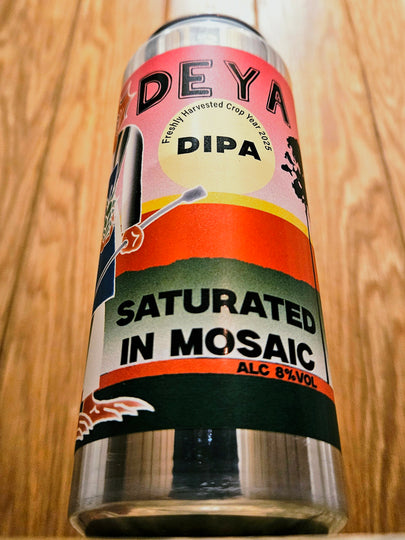 DEYA
Freshly Harvested Crop Year 2025
DIPA
SATURATED
IN MOSAIC
ALC 8%VOL